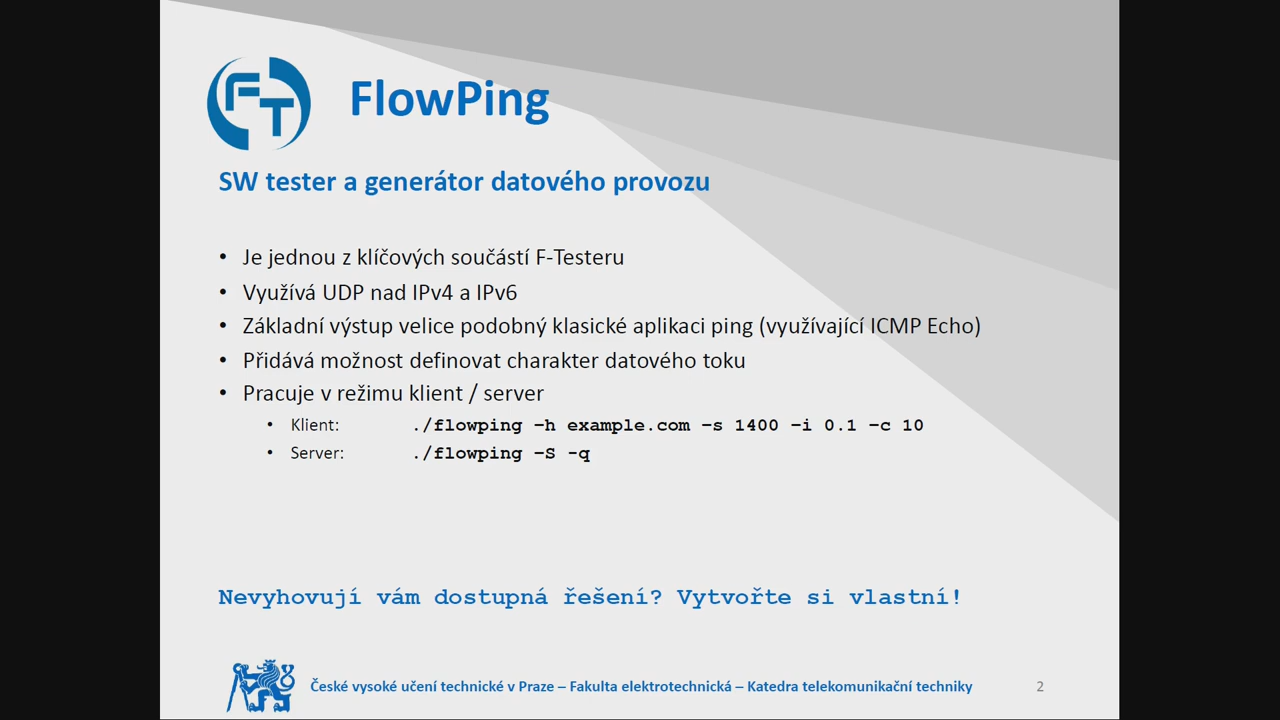 FT
FlowPing
SW tester a generátor datového provozu
• Je jednou z klíčových součástí F-Testeru
• Využívá UDP nad IPv4 a IPv6
• Základní výstup velice podobný klasické aplikaci ping (využívající ICMP Echo)
• Přidává možnost definovat charakter datového toku
• Pracuje v režimu klient / server
• Klient: ./flowping –h example.com –s 1400 –i 0.1 –c 10
• Server: ./flowping –S -q
Nevyhovují vám dostupná řešení? Vytvořte si vlastní!
České vysoké učení technické v Praze – Fakulta elektrotechnická – Katedra telekomunikační techniky
2